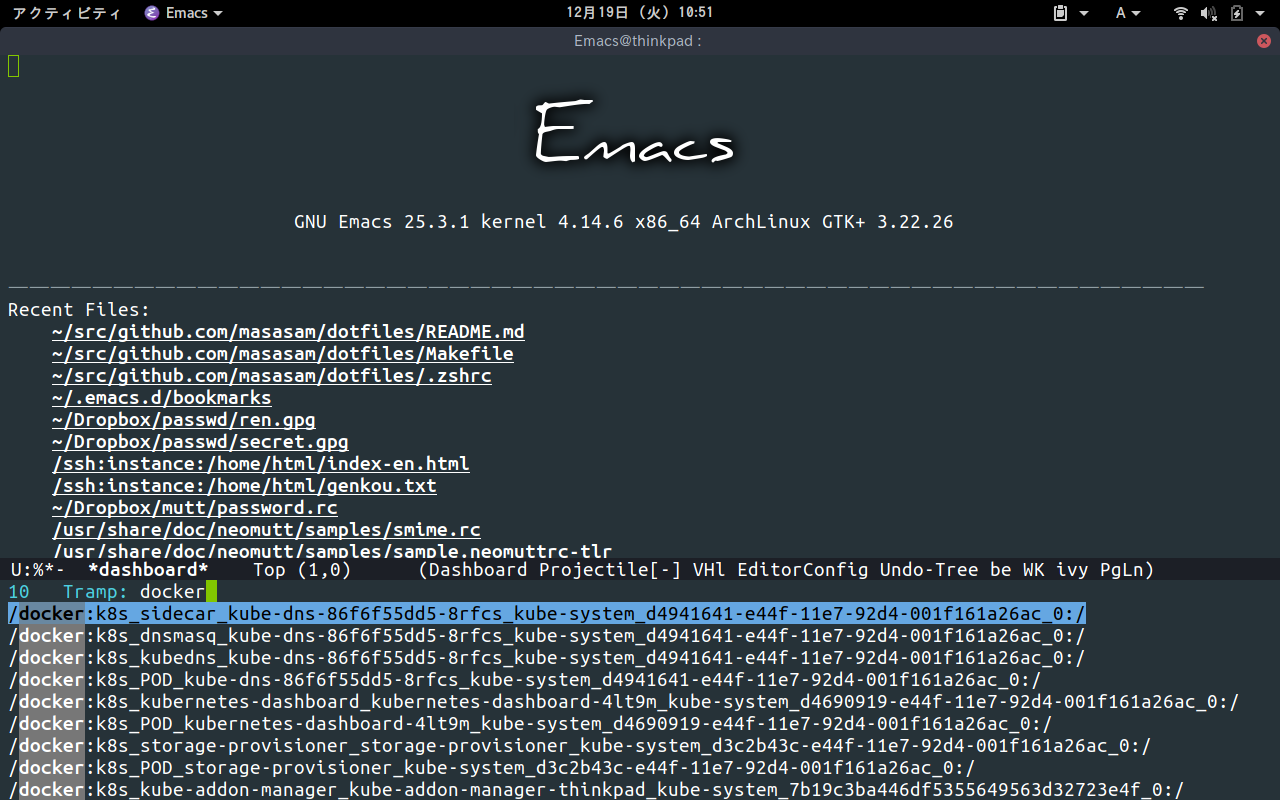 アクティビティ Emacs 12月19日 (火) 10:51 A
Emacs@thinkpad :
Emacs
GNU Emacs 25.3.1 kernel 4.14.6 x86_64 ArchLinux GTK+ 3.22.26
Recent Files:
~/src/github.com/masasam/dotfiles/README.md
~/src/github.com/masasam/dotfiles/Makefile
~/src/github.com/masasam/dotfiles/.zshrc
~/.emacs.d/bookmarks
~/Dropbox/passwd/ren.gpg
~/Dropbox/passwd/secret.gpg
/ssh:instance:/home/html/index-en.html
/ssh:instance:/home/html/genkou.txt
~/Dropbox/mutt/password.rc
/usr/share/doc/neomutt/samples/smime.rc
/usr/share/doc/neomutt/samples/sample.neomuttrc-tlr
U:%*- *dashboard* Top (1,0) (Dashboard Projectile[-] VHl EditorConfig Undo-Tree be WK ivy PgLn)
10 Tramp: docker
/docker:k8s_sidecar_kube-dns-86f6f55dd5-8rfcs_kube-system_d4941641-e44f-11e7-92d4-001f161a26ac_0:/
/docker:k8s_dnsmasq_kube-dns-86f6f55dd5-8rfcs_kube-system_d4941641-e44f-11e7-92d4-001f161a26ac_0:/
/docker:k8s_kubedns_kube-dns-86f6f55dd5-8rfcs_kube-system_d4941641-e44f-11e7-92d4-001f161a26ac_0:/
/docker:k8s_POD_kube-dns-86f6f55dd5-8rfcs_kube-system_d4941641-e44f-11e7-92d4-001f161a26ac_0:/
/docker:k8s_kubernetes-dashboard_kubernetes-dashboard-4lt9m_kube-system_d4690919-e44f-11e7-92d4-001f161a26ac_0:/
/docker:k8s_POD_kubernetes-dashboard-4lt9m_kube-system_d4690919-e44f-11e7-92d4-001f161a26ac_0:/
/docker:k8s_storage-provisioner_storage-provisioner_kube-system_d3c2b43c-e44f-11e7-92d4-001f161a26ac_0:/
/docker:k8s_POD_storage-provisioner_kube-system_d3c2b43c-e44f-11e7-92d4-001f161a26ac_0:/
/docker:k8s_kube-addon-manager_kube-addon-manager-thinkpad_kube-system_7b19c3ba446df5355649563d32723e4f_0:/